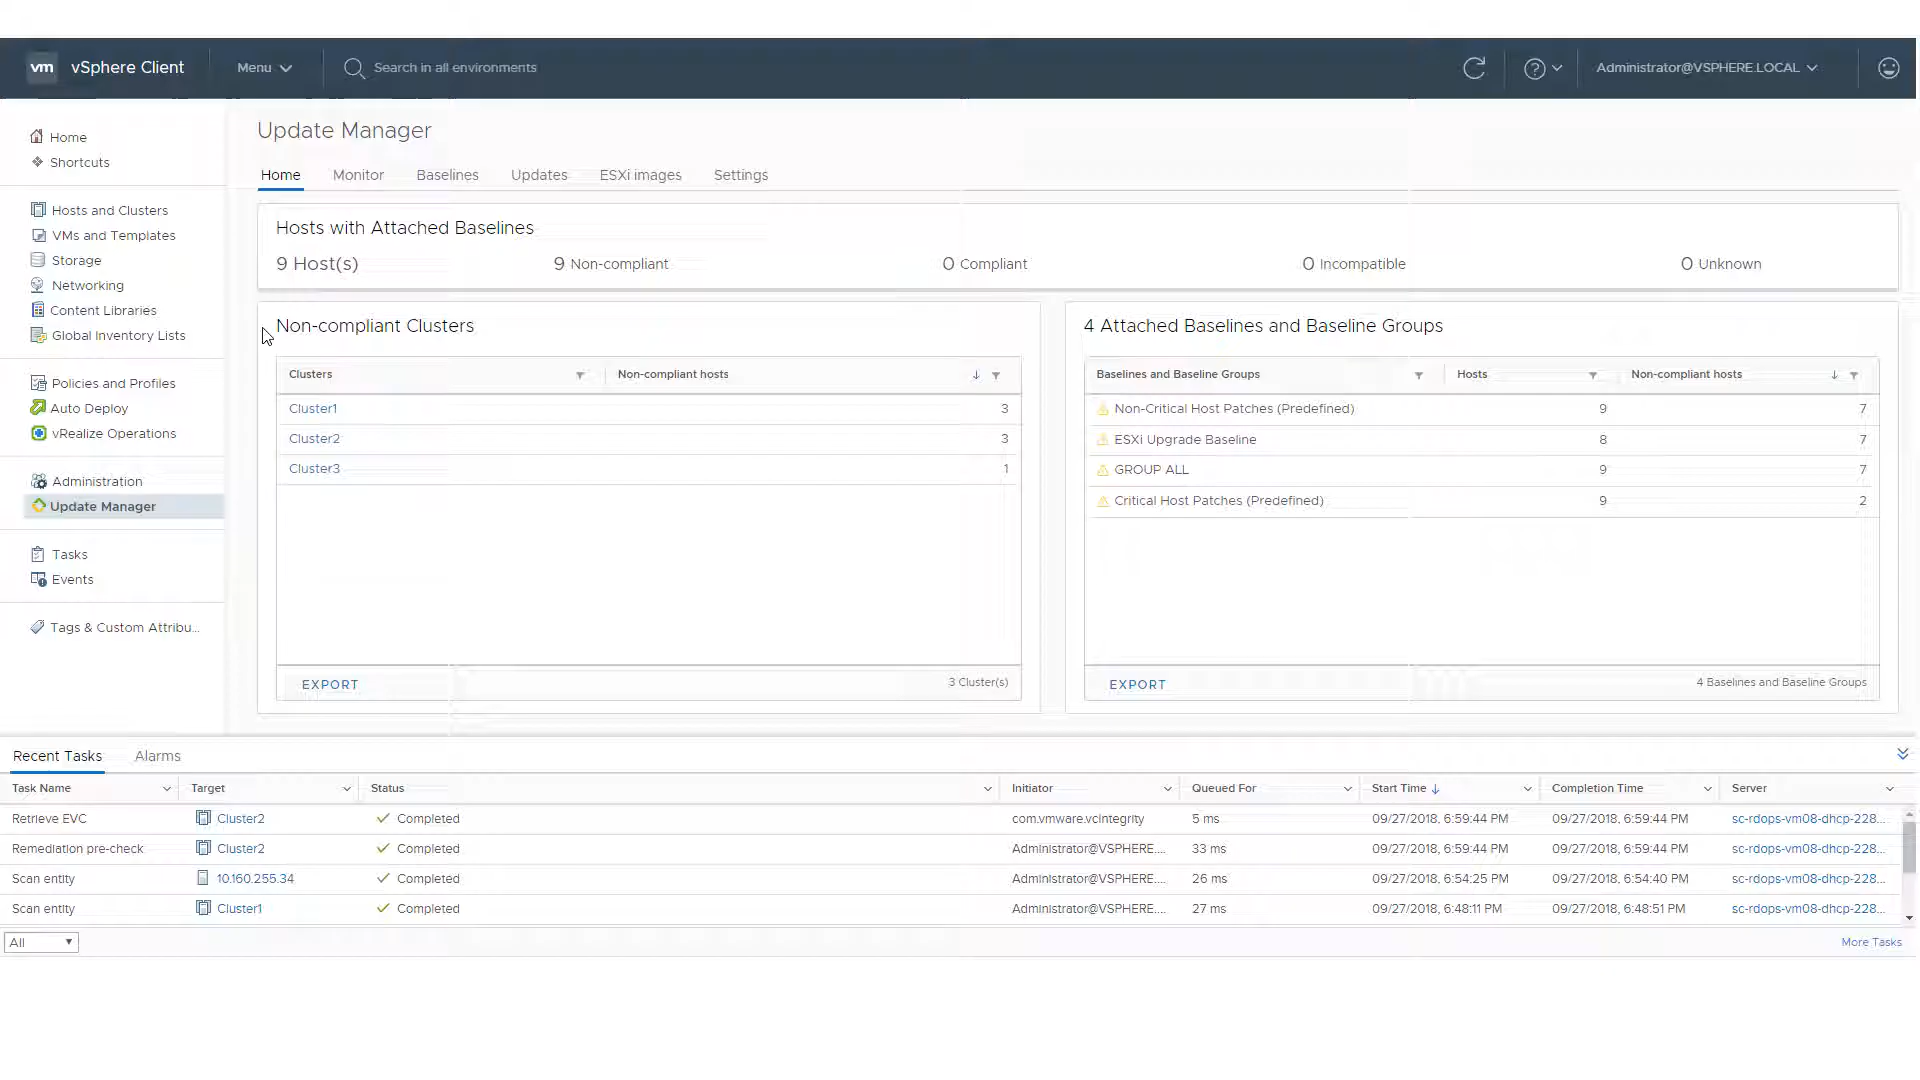 vm vSphere Client Menu Search in all environments Administrator@VSPHERE.LOCAL
Home
Shortcuts
Hosts and Clusters
VMs and Templates
Storage
Networking
Content Libraries
Global Inventory Lists
Policies and Profiles
Auto Deploy
vRealize Operations
Administration
Update Manager
Tasks
Events
Tags & Custom Attribu...
Update Manager
Home Monitor Baselines Updates ESXi images Settings
Hosts with Attached Baselines
9 Host(s) 9 Non-compliant 0 Compliant 0 Incompatible 0 Unknown
Non-compliant Clusters
Clusters Non-compliant hosts
Cluster1 3
Cluster2 3
Cluster3 1
EXPORT 3 Cluster(s)
4 Attached Baselines and Baseline Groups
Baselines and Baseline Groups Hosts Non-compliant hosts
Non-Critical Host Patches (Predefined) 9 7
ESXi Upgrade Baseline 8 7
GROUP ALL 9 7
Critical Host Patches (Predefined) 9 2
EXPORT 4 Baselines and Baseline Groups
Recent Tasks Alarms
Task Name Target Status Initiator Queued For Start Time Completion Time Server
Retrieve EVC Cluster2 Completed com.vmware.vcintegrity 5 ms 09/27/2018, 6:59:44 PM 09/27/2018, 6:59:44 PM sc-rdops-vm08-dhcp-228...
Remediation pre-check Cluster2 Completed Administrator@VSPHERE.... 33 ms 09/27/2018, 6:59:44 PM 09/27/2018, 6:59:44 PM sc-rdops-vm08-dhcp-228...
Scan entity 10.160.255.34 Completed Administrator@VSPHERE.... 26 ms 09/27/2018, 6:54:25 PM 09/27/2018, 6:54:40 PM sc-rdops-vm08-dhcp-228...
Scan entity Cluster1 Completed Administrator@VSPHERE.... 27 ms 09/27/2018, 6:48:11 PM 09/27/2018, 6:48:51 PM sc-rdops-vm08-dhcp-228...
All More Tasks